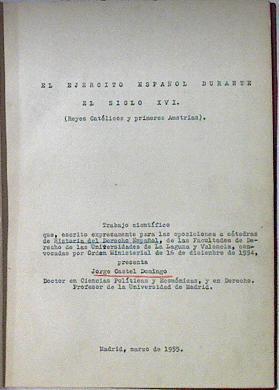 EL EJERCITO ESPAÑOL DURANTE
EL SIGLO XVI.
(Reyes Católicos y primeros Austrias).
Trabajo científico
que, escrito expresamente para las oposiciones a cátedras
de Historia del Derecho Español, de las Facultades de De-
recho de las Universidades de La Laguna y Valencia, con-
vocadas por Orden Ministerial de 14 de diciembre de 1954,
presenta
Jorge Castel Domingo
Doctor en Ciencias Políticas y Económicas, y en Derecho.
Profesor de la Universidad de Madrid.
Madrid, marzo de 1955.